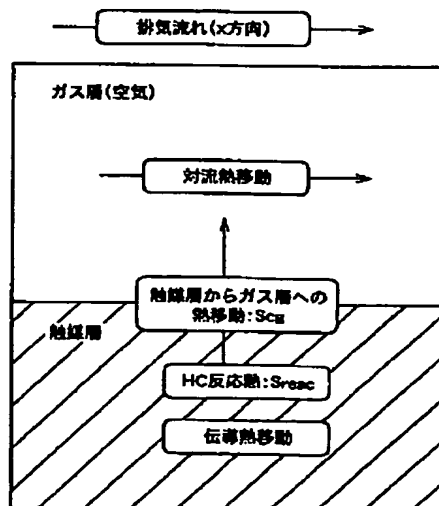 排気流れ(x方向)
ガス層(空気)
対流熱移動
触媒層からガス層への
熱移動:Scg
触媒層
HC反応熱:Sreac
伝導熱移動